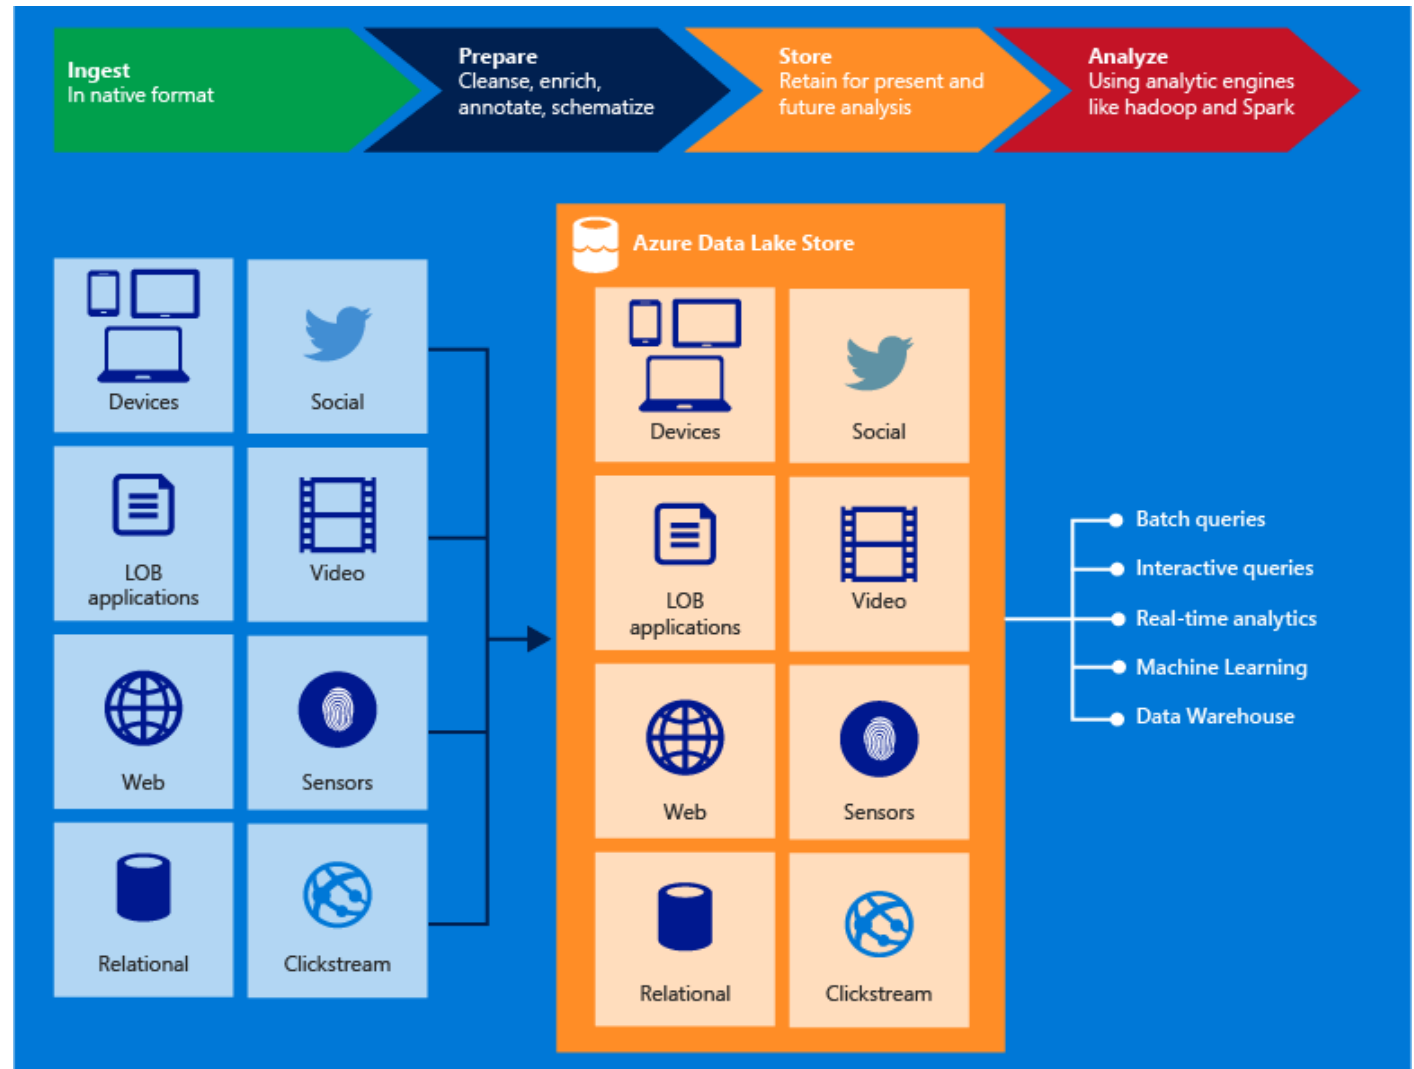 Ingest
In native format
Prepare
Cleanse, enrich,
annotate, schematize
Store
Retain for present and
future analysis
Analyze
Using analytic engines
like hadoop and Spark
Devices
Social
LOB
applications
Video
Web
Sensors
Relational
Clickstream
Azure Data Lake Store
Devices
Social
LOB
applications
Video
Web
Sensors
Relational
Clickstream
Batch queries
Interactive queries
Real-time analytics
Machine Learning
Data Warehouse